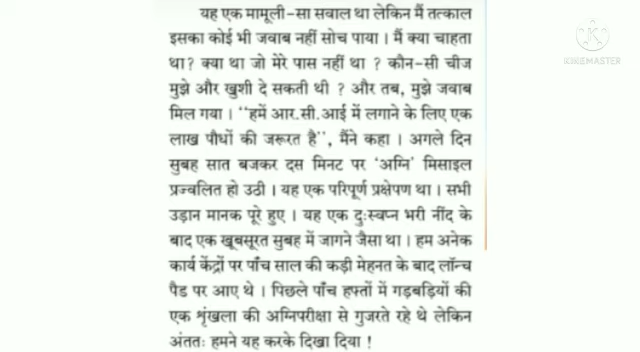 यह एक मामूली-सा सवाल था लेकिन मैं तत्काल
इसका कोई भी जवाब नहीं सोच पाया । मैं क्या चाहता
था? क्या था जो मेरे पास नहीं था ? कौन-सी चीज
मुझे और खुशी दे सकती थी ? और तब, मुझे जवाब
मिल गया । ‘‘हमें आर.सी.आई में लगाने के लिए एक
लाख पौधों की जरूरत है’’, मैंने कहा । अगले दिन
सुबह सात बजकर दस मिनट पर ‘अग्नि’ मिसाइल
प्रज्वलित हो उठी । यह एक परिपूर्ण प्रक्षेपण था । सभी
उड़ान मानक पूरे हुए । यह एक दुःस्वप्न भरी नींद के
बाद एक खूबसूरत सुबह में जागने जैसा था । हम अनेक
कार्य केंद्रों पर पाँच साल की कड़ी मेहनत के बाद लॉन्च
पैड पर आए थे । पिछले पाँच हफ्तों में गड़बड़ियों की
एक शृंखला की अग्निपरीक्षा से गुजरते रहे थे लेकिन
अंततः हमने यह करके दिखा दिया !
KINEMASTER